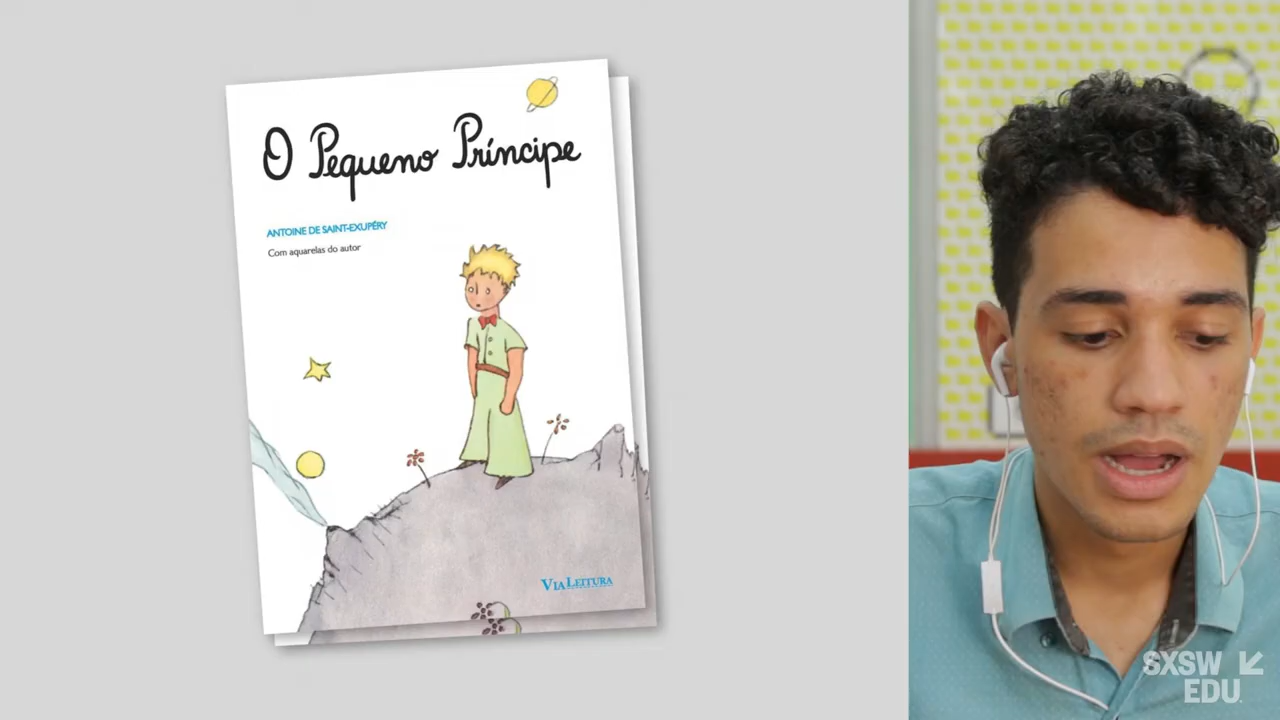 O Pequeno Príncipe
ANTOINE DE SAINT-EXUPÉRY
Com aquarelas do autor
VIA LEITURA
SXSW
EDU